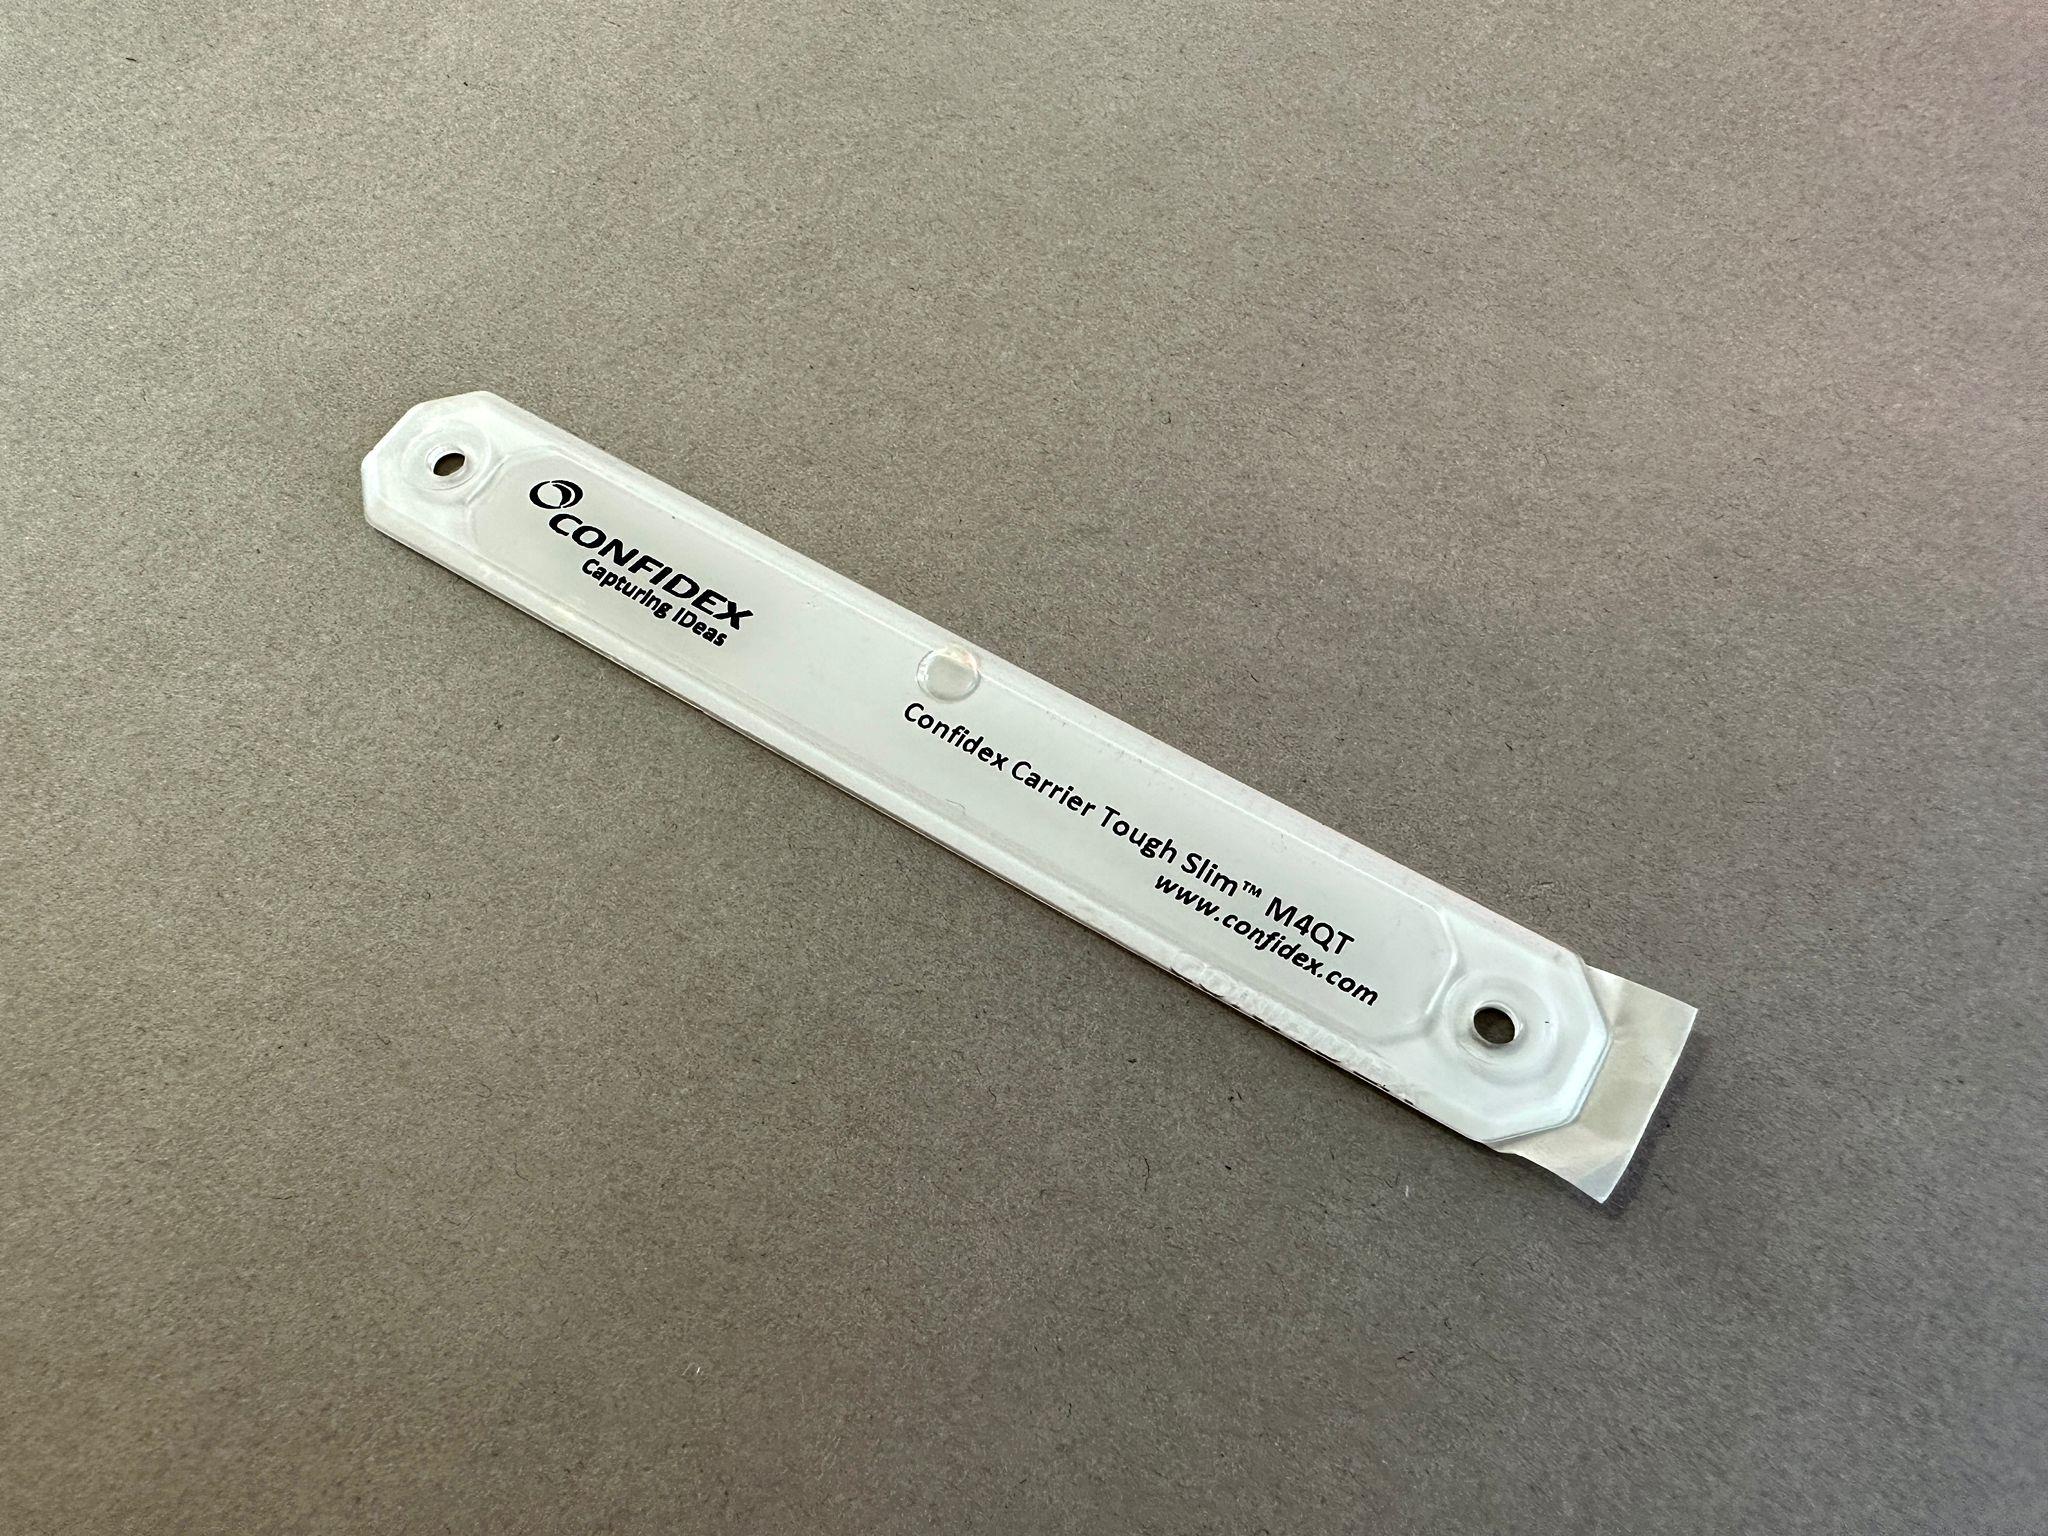 CONFIDEX
Capturing IDeas
Confidex Carrier Tough Slim™ M4QT
www.confidex.com